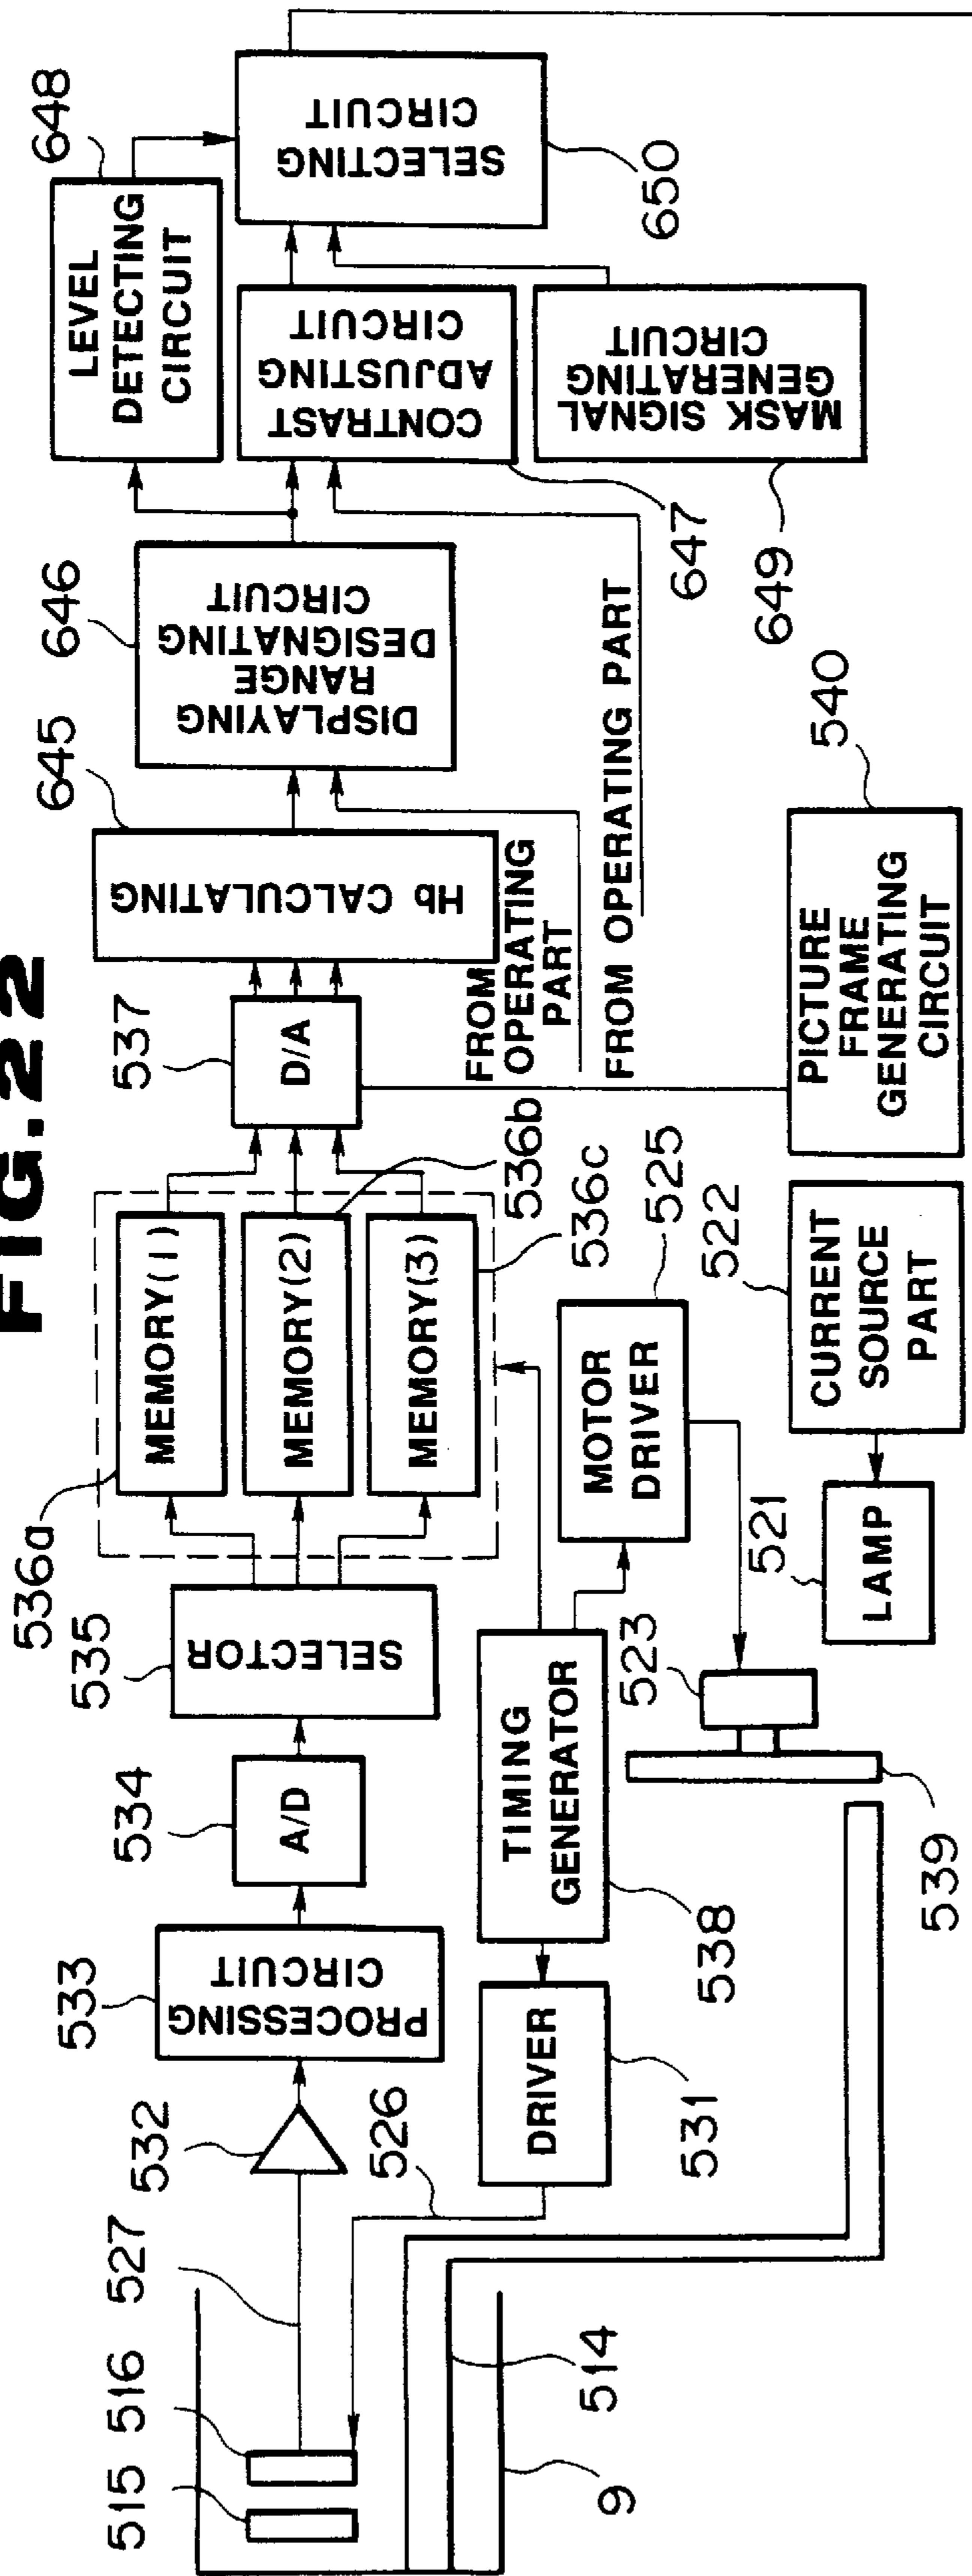 FIG.22
648
LEVEL
DETECTING
CIRCUIT
SELECTING
CIRCUIT
650
646
DISPLAYING
RANGE
DESIGNATING
CIRCUIT
CONTRAST
ADJUSTING
CIRCUIT
647
MASK SIGNAL
GENERATING
CIRCUIT
649
645
Hb CALCULATING
FROM
OPERATING
PART
FROM OPERATING PART
537
D/A
540
PICTURE
FRAME
GENERATING
CIRCUIT
536a
MEMORY(1)
MEMORY(2)
MEMORY(3)
536b
536c
525
MOTOR
DRIVER
522
CURRENT
SOURCE
PART
521
LAMP
535
SELECTOR
534
A/D
533
PROCESSING
CIRCUIT
TIMING
GENERATOR
538
523
539
532
526
DRIVER
531
527
516
515
514
9